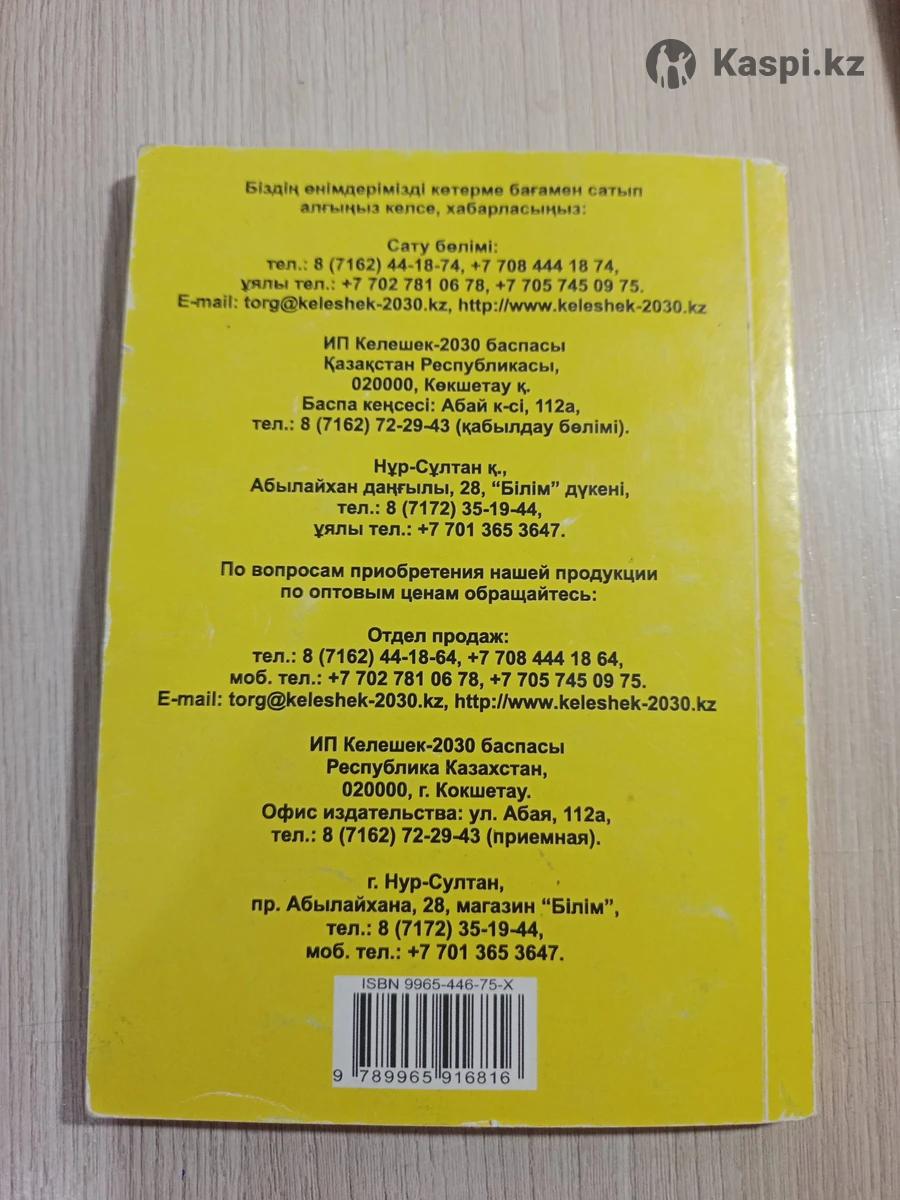 Kaspi.kz
Біздің өнімдерімізді көтерме бағамен сатып
алғыңыз келсе, хабарласыңыз:
Сату бөлімі:
тел.: 8 (7162) 44-18-74, +7 708 444 18 74,
ұялы тел.: +7 702 781 06 78, +7 705 745 09 75.
E-mail: torg@keleshek-2030.kz, http://www.keleshek-2030.kz
ИП Келешек-2030 баспасы
Қазақстан Республикасы,
020000, Көкшетау қ.
Баспа кеңсесі: Абай к-сі, 112а,
тел.: 8 (7162) 72-29-43 (қабылдау бөлімі).
Нұр-Сұлтан қ.,
Абылайхан даңғылы, 28, “Білім” дүкені,
тел.: 8 (7172) 35-19-44,
ұялы тел.: +7 701 365 3647.
По вопросам приобретения нашей продукции
по оптовым ценам обращайтесь:
Отдел продаж:
тел.: 8 (7162) 44-18-64, +7 708 444 18 64,
моб. тел.: +7 702 781 06 78, +7 705 745 09 75.
E-mail: torg@keleshek-2030.kz, http://www.keleshek-2030.kz
ИП Келешек-2030 баспасы
Республика Казахстан,
020000, г. Кокшетау.
Офис издательства: ул. Абая, 112а,
тел.: 8 (7162) 72-29-43 (приемная).
г. Нур-Султан,
пр. Абылайхана, 28, магазин “Білім”,
тел.: 8 (7172) 35-19-44,
моб. тел.: +7 701 365 3647.
ISBN 9965-446-75-X
9 789965 916816